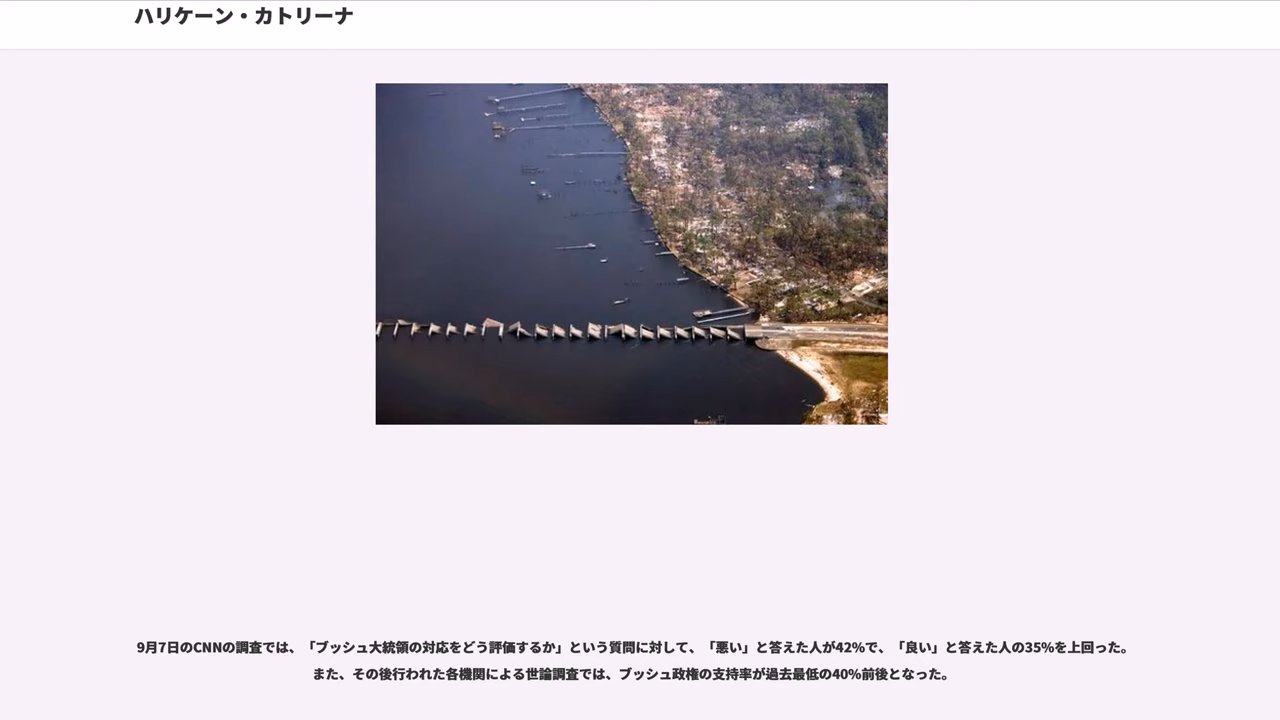 ハリケーン・カトリーナ
9月7日のCNNの調査では、「ブッシュ大統領の対応をどう評価するか」という質問に対して、「悪い」と答えた人が42%で、「良い」と答えた人の35%を上回った。
また、その後行われた各機関による世論調査では、ブッシュ政権の支持率が過去最低の40%前後となった。